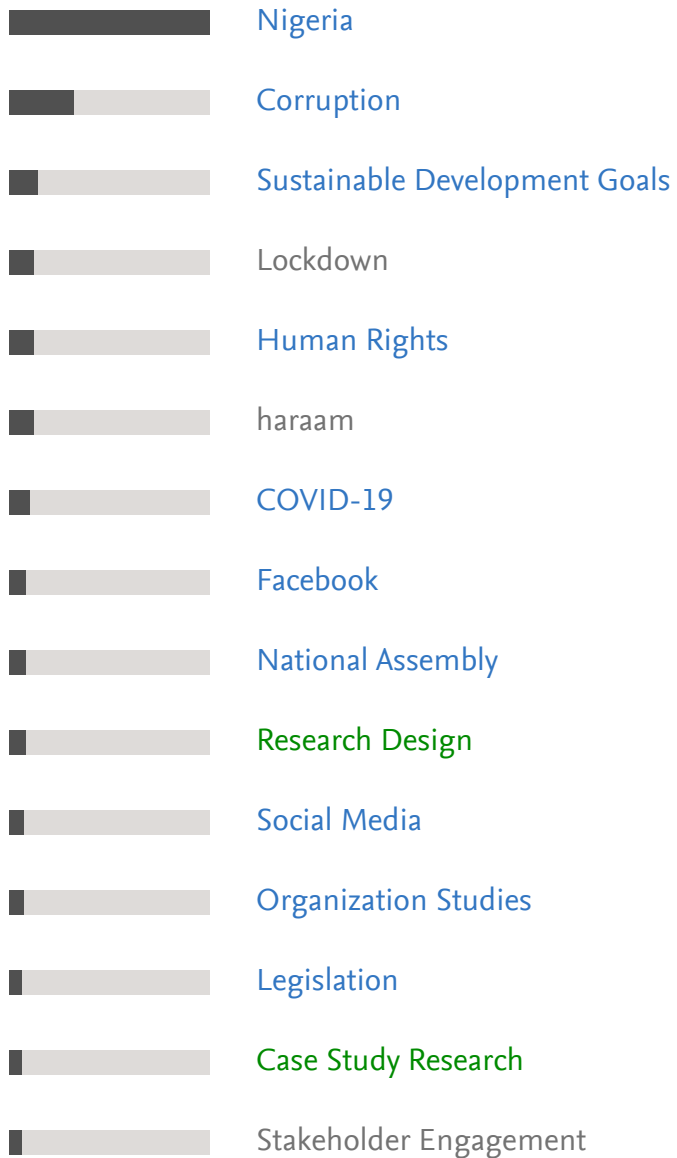 Nigeria
Corruption
Sustainable Development Goals
Lockdown
Human Rights
haraam
COVID-19
Facebook
National Assembly
Research Design
Social Media
Organization Studies
Legislation
Case Study Research
Stakeholder Engagement